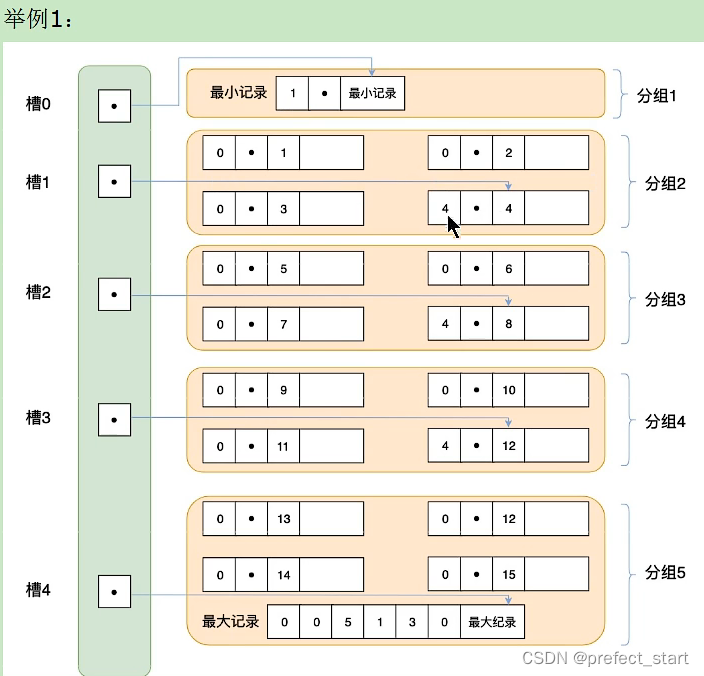 举例1：
槽0
最小记录 1 • 最小记录
分组1
槽1
0 • 1
0 • 2
0 • 3
4 • 4
分组2
槽2
0 • 5
0 • 6
0 • 7
4 • 8
分组3
槽3
0 • 9
0 • 10
0 • 11
4 • 12
分组4
槽4
0 • 13
0 • 12
0 • 14
0 • 15
最大记录 0 0 5 1 3 0 最大纪录
分组5
CSDN @prefect_start